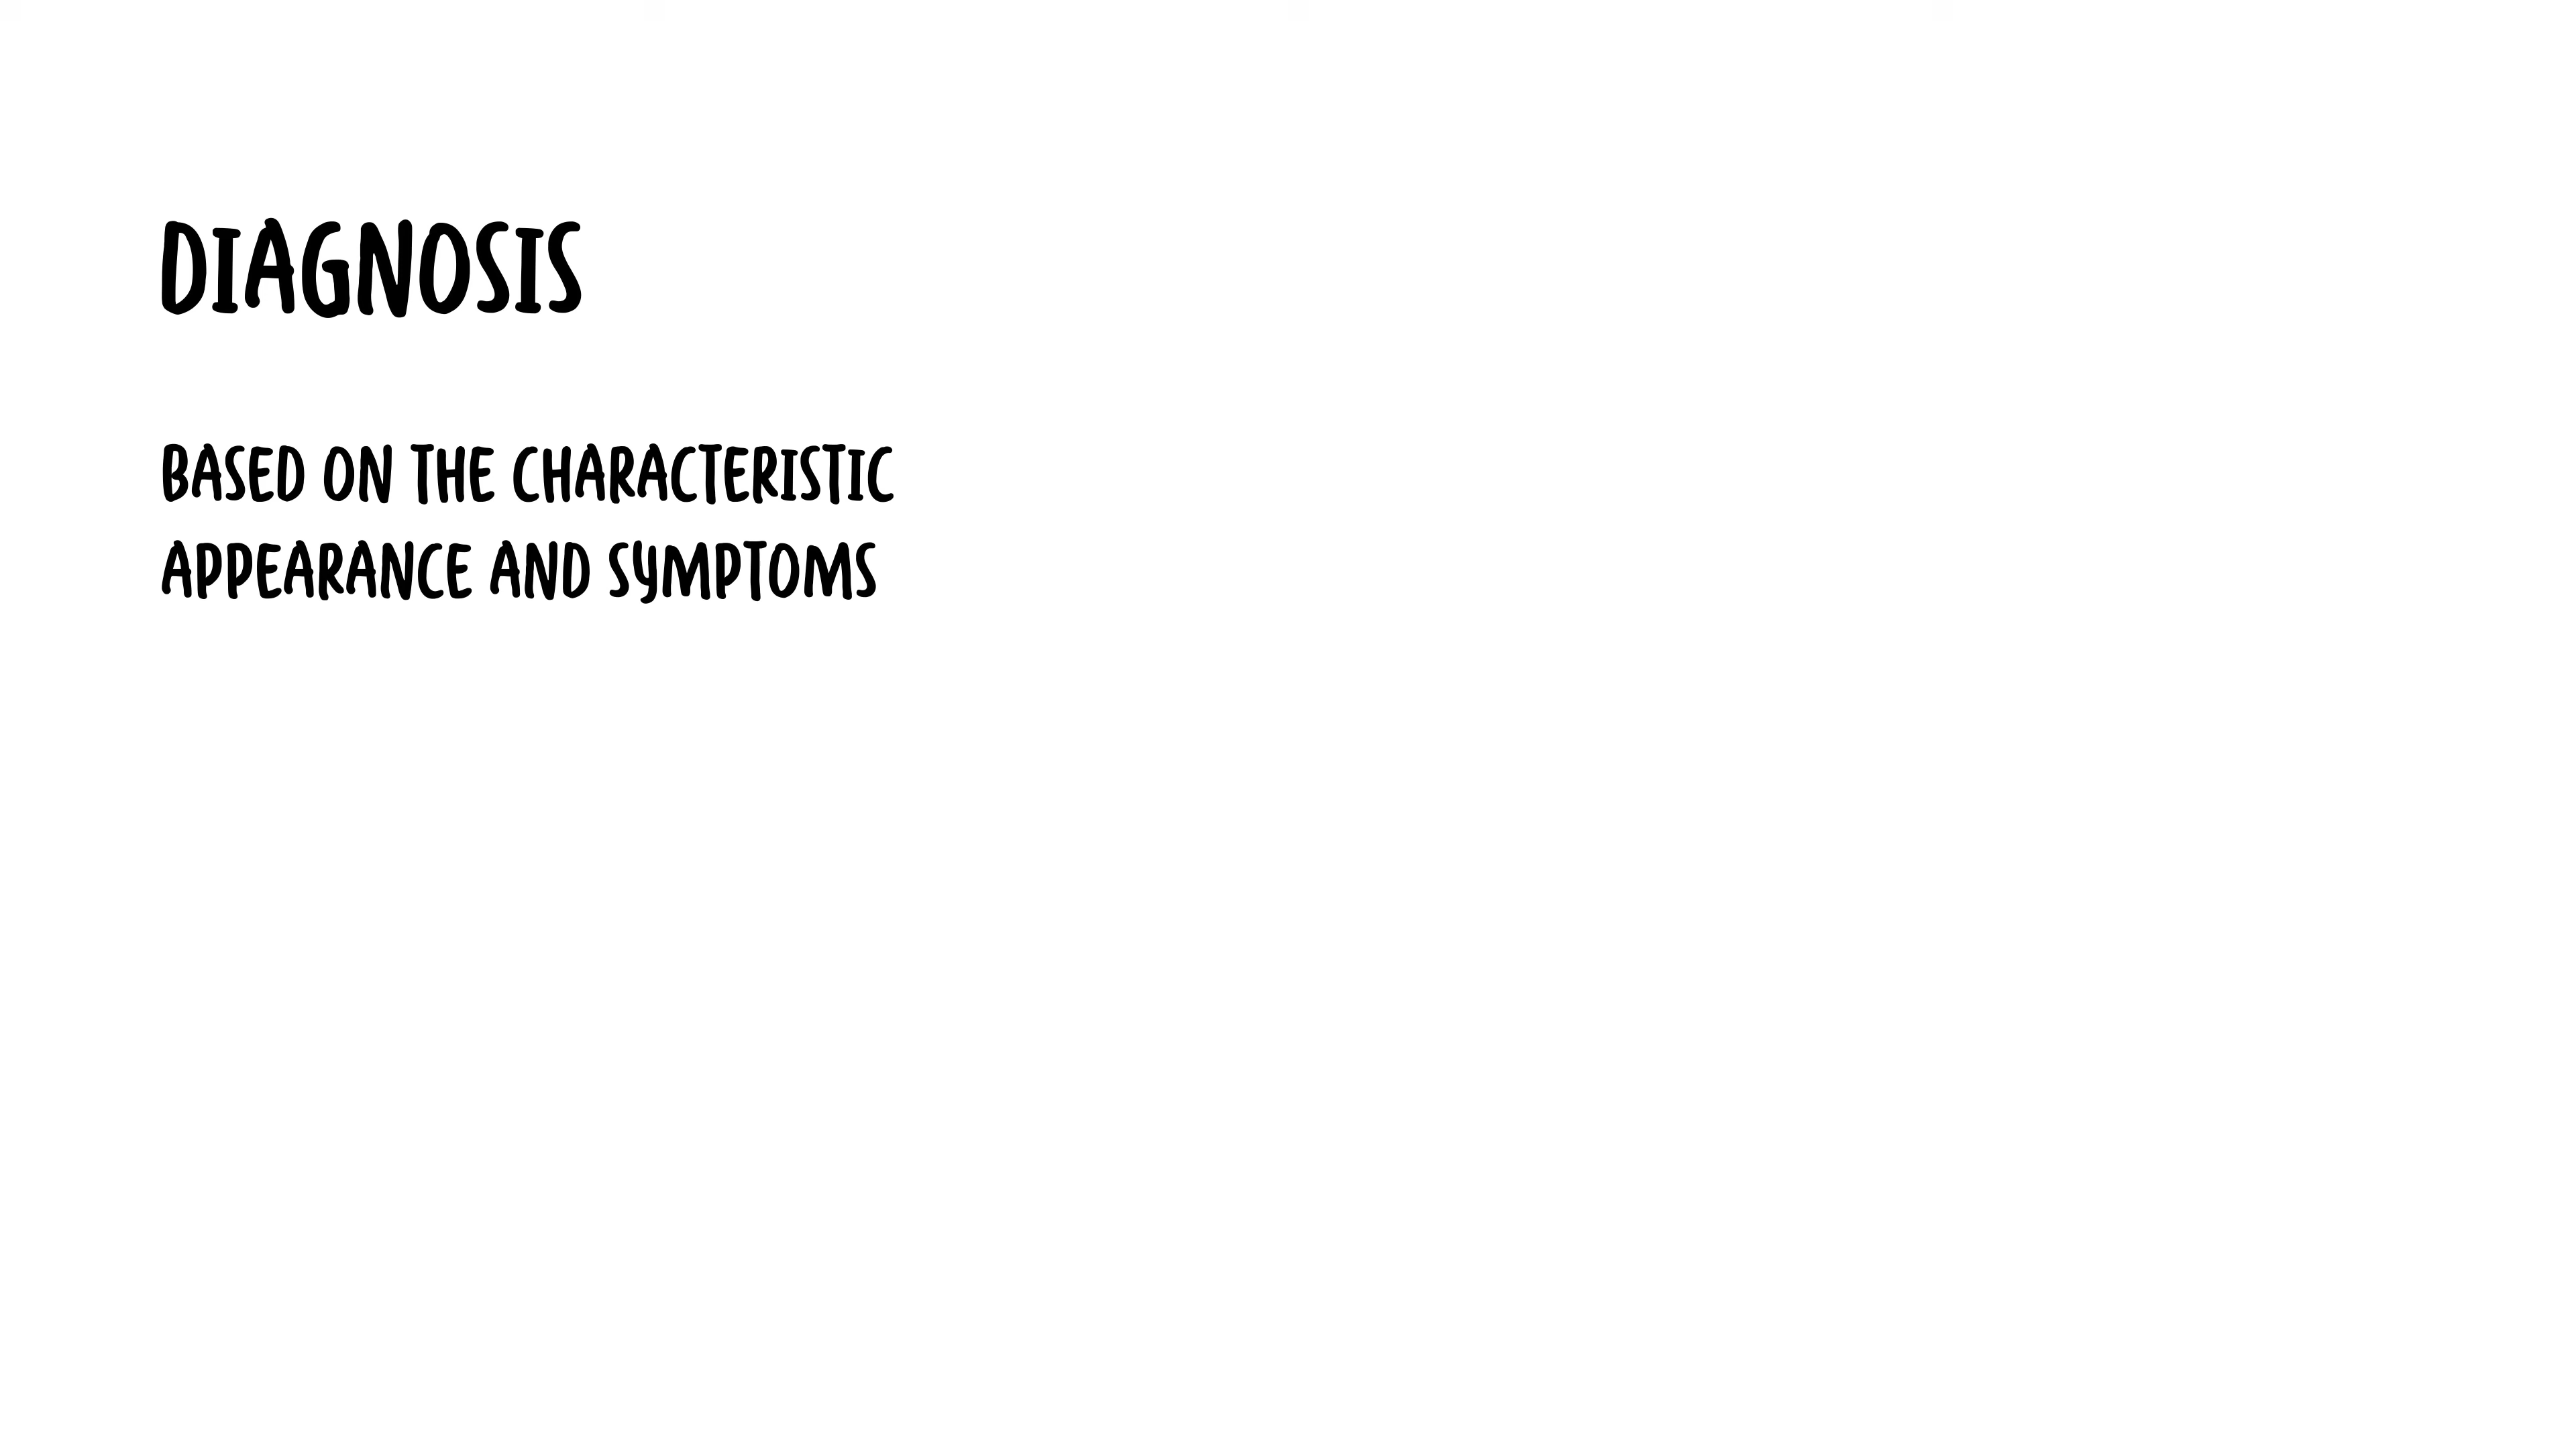 DIAGNOSIS
BASED ON THE CHARACTERISTIC
APPEARANCE AND SYMPTOMS